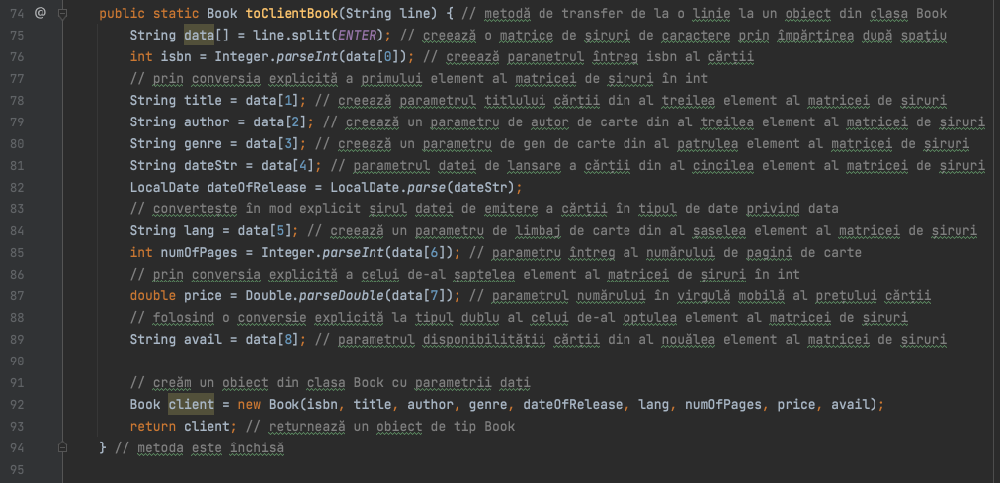 74 @ public static Book toClientBook(String line) { // metodă de transfer de la o linie la un obiect din clasa Book
75 String data[] = line.split(ENTER); // creează o matrice de șiruri de caractere prin împărțirea după spațiu
76 int isbn = Integer.parseInt(data[0]); // creează parametrul întreg isbn al cărții
77 // prin conversia explicită a primului element al matricei de șiruri în int
78 String title = data[1]; // creează parametrul titlului cărții din al treilea element al matricei de șiruri
79 String author = data[2]; // creează un parametru de autor de carte din al treilea element al matricei de șiruri
80 String genre = data[3]; // creează un parametru de gen de carte din al patrulea element al matricei de șiruri
81 String dateStr = data[4]; // parametrul datei de lansare a cărții din al cincilea element al matricei de șiruri
82 LocalDate dateOfRelease = LocalDate.parse(dateStr);
83 // convertește în mod explicit șirul datei de emitere a cărții în tipul de date privind data
84 String lang = data[5]; // creează un parametru de limbaj de carte din al șaselea element al matricei de șiruri
85 int numOfPages = Integer.parseInt(data[6]); // parametru întreg al numărului de pagini de carte
86 // prin conversia explicită a celui de-al șaptelea element al matricei de șiruri în int
87 double price = Double.parseDouble(data[7]); // parametrul numărului în virgulă mobilă al prețului cărții
88 // folosind o conversie explicită la tipul dublu al celui de-al optulea element al matricei de șiruri
89 String avail = data[8]; // parametrul disponibilității cărții din al nouălea element al matricei de șiruri
90
91 // creăm un obiect din clasa Book cu parametrii dați
92 Book client = new Book(isbn, title, author, genre, dateOfRelease, lang, numOfPages, price, avail);
93 return client; // returnează un obiect de tip Book
94 } // metoda este închisă
95